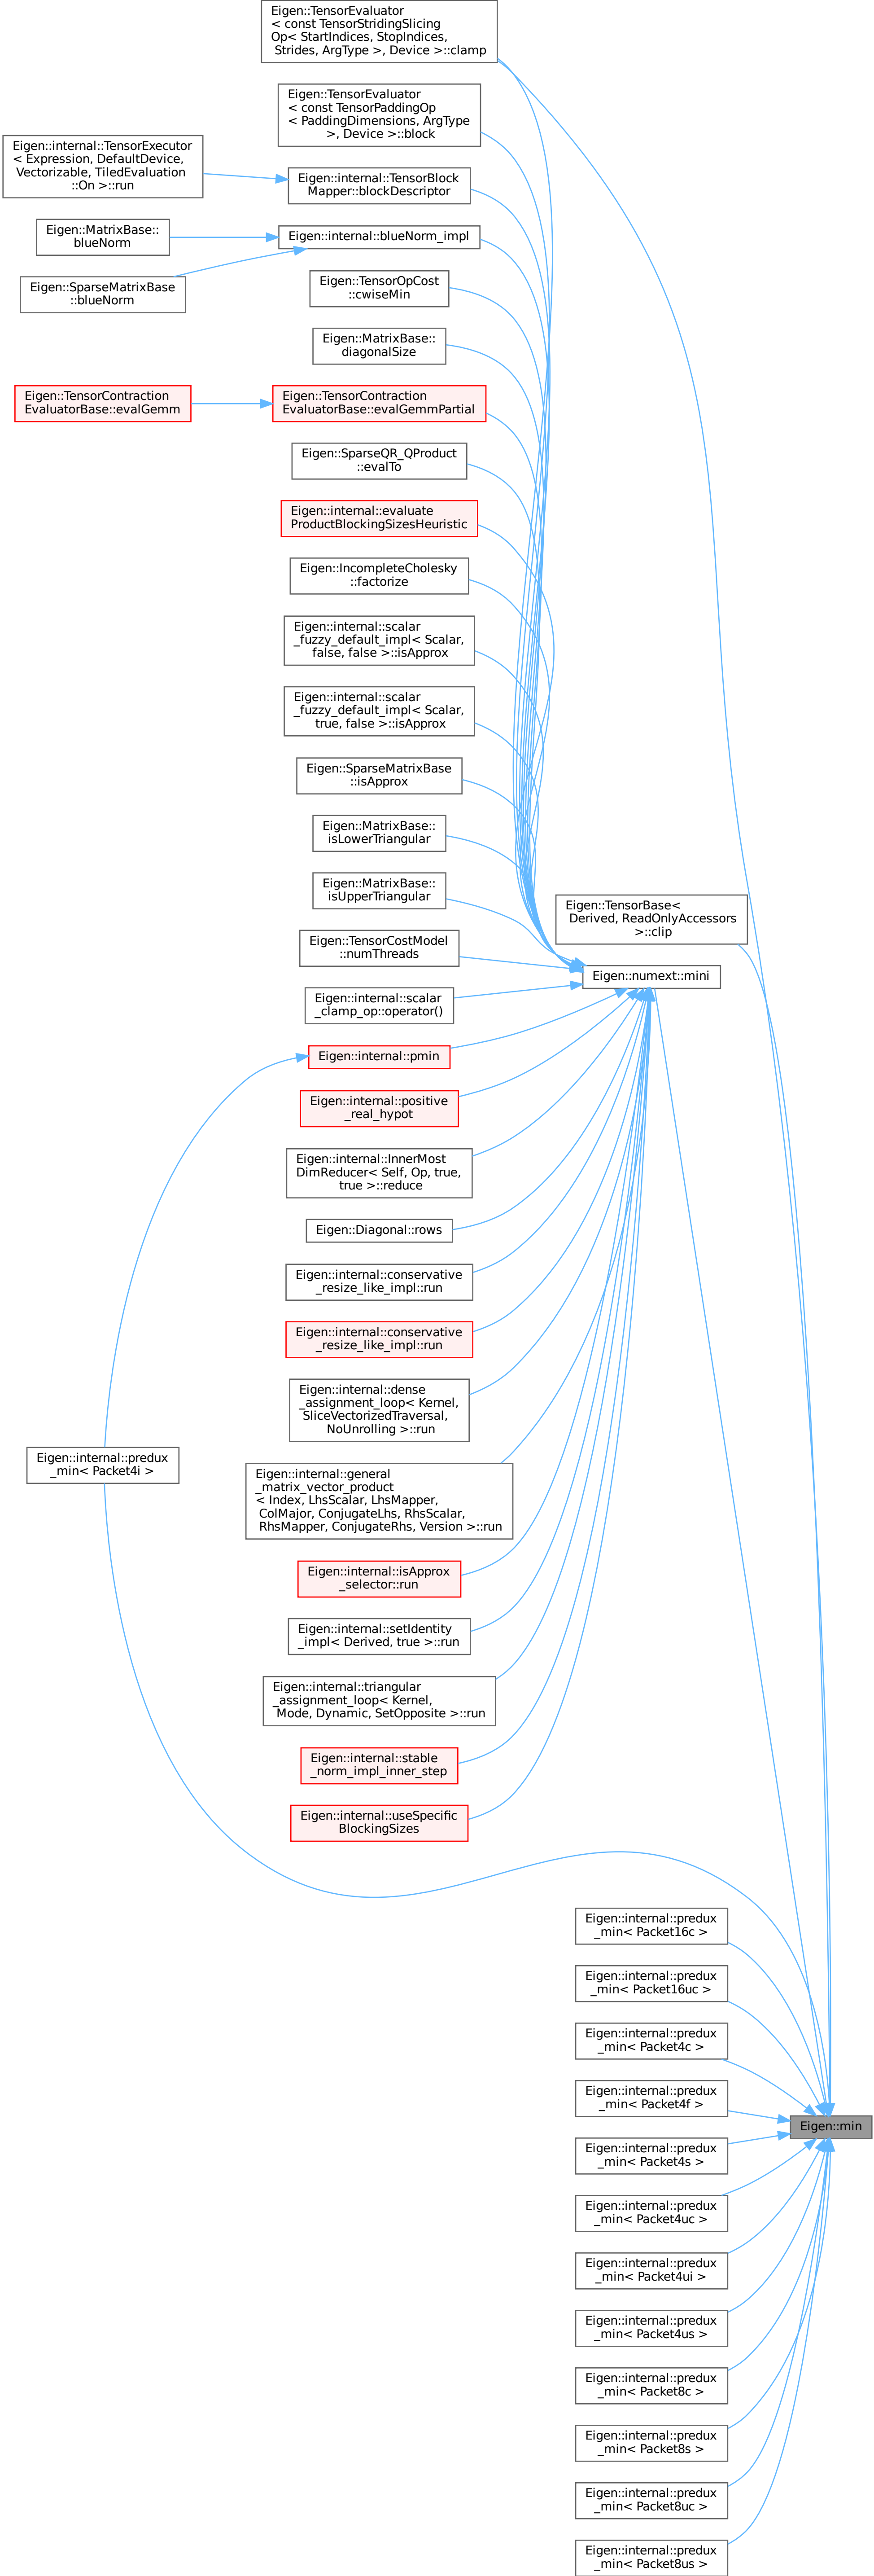 Eigen::TensorEvaluator
< const TensorStridingSlicing
Op< StartIndices, StopIndices,
Strides, ArgType >, Device >::clamp
Eigen::TensorEvaluator
< const TensorPaddingOp
< PaddingDimensions, ArgType
>, Device >::block
Eigen::internal::TensorExecutor
< Expression, DefaultDevice,
Vectorizable, TiledEvaluation
::On >::run
Eigen::internal::TensorBlock
Mapper::blockDescriptor
Eigen::MatrixBase::
blueNorm
Eigen::internal::blueNorm_impl
Eigen::SparseMatrixBase
::blueNorm
Eigen::TensorOpCost
::cwiseMin
Eigen::MatrixBase::
diagonalSize
Eigen::TensorContraction
EvaluatorBase::evalGemm
Eigen::TensorContraction
EvaluatorBase::evalGemmPartial
Eigen::SparseQR_QProduct
::evalTo
Eigen::internal::evaluate
ProductBlockingSizesHeuristic
Eigen::IncompleteCholesky
::factorize
Eigen::internal::scalar
_fuzzy_default_impl< Scalar,
false, false >::isApprox
Eigen::internal::scalar
_fuzzy_default_impl< Scalar,
true, false >::isApprox
Eigen::SparseMatrixBase
::isApprox
Eigen::MatrixBase::
isLowerTriangular
Eigen::MatrixBase::
isUpperTriangular
Eigen::TensorBase<
Derived, ReadOnlyAccessors
>::clip
Eigen::TensorCostModel
::numThreads
Eigen::numext::mini
Eigen::internal::scalar
_clamp_op::operator()
Eigen::internal::pmin
Eigen::internal::positive
_real_hypot
Eigen::internal::InnerMost
DimReducer< Self, Op, true,
true >::reduce
Eigen::Diagonal::rows
Eigen::internal::conservative
_resize_like_impl::run
Eigen::internal::conservative
_resize_like_impl::run
Eigen::internal::dense
_assignment_loop< Kernel,
SliceVectorizedTraversal,
NoUnrolling >::run
Eigen::internal::predux
_min< Packet4i >
Eigen::internal::general
_matrix_vector_product
< Index, LhsScalar, LhsMapper,
ColMajor, ConjugateLhs, RhsScalar,
RhsMapper, ConjugateRhs, Version >::run
Eigen::internal::isApprox
_selector::run
Eigen::internal::setIdentity
_impl< Derived, true >::run
Eigen::internal::triangular
_assignment_loop< Kernel,
Mode, Dynamic, SetOpposite >::run
Eigen::internal::stable
_norm_impl_inner_step
Eigen::internal::useSpecific
BlockingSizes
Eigen::internal::predux
_min< Packet16c >
Eigen::internal::predux
_min< Packet16uc >
Eigen::internal::predux
_min< Packet4c >
Eigen::internal::predux
_min< Packet4f >
Eigen::min
Eigen::internal::predux
_min< Packet4s >
Eigen::internal::predux
_min< Packet4uc >
Eigen::internal::predux
_min< Packet4ui >
Eigen::internal::predux
_min< Packet4us >
Eigen::internal::predux
_min< Packet8c >
Eigen::internal::predux
_min< Packet8s >
Eigen::internal::predux
_min< Packet8uc >
Eigen::internal::predux
_min< Packet8us >